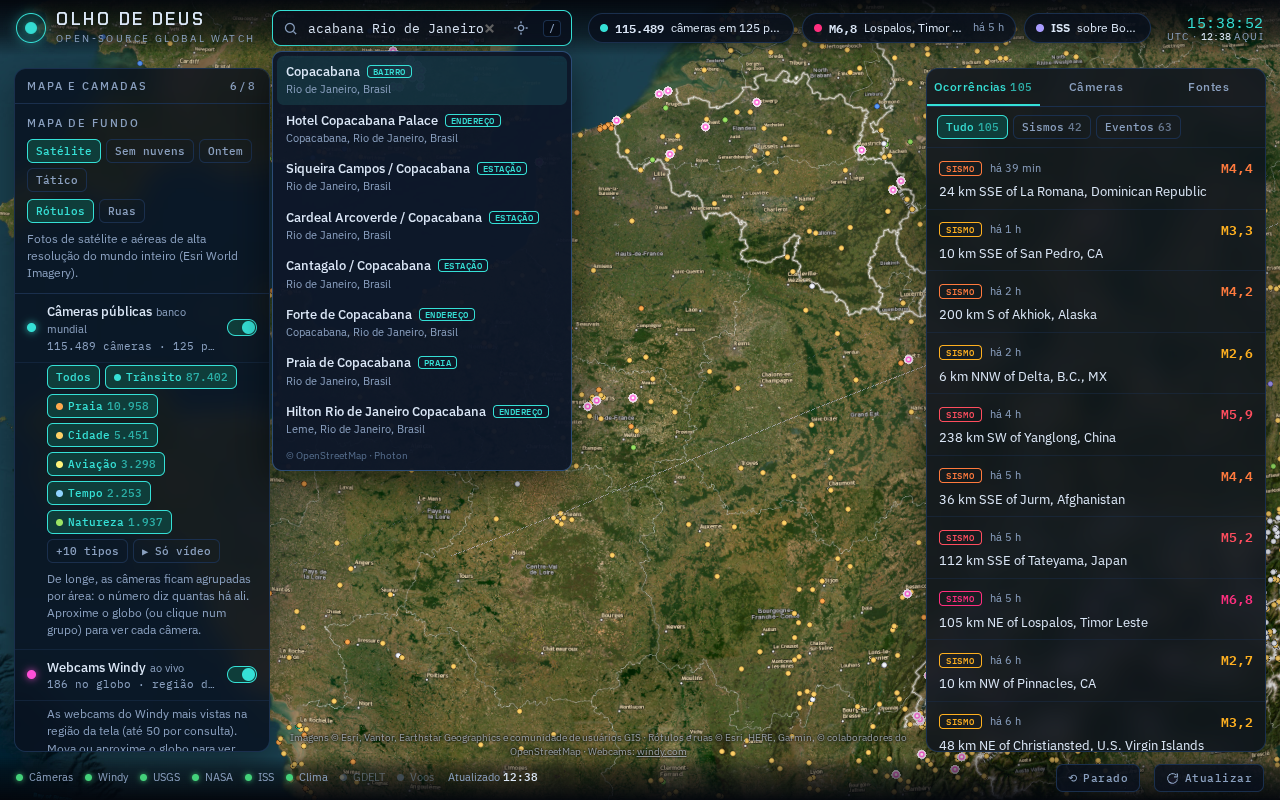 OLHO DE DEUS
OPEN-SOURCE GLOBAL WATCH
acabana Rio de Janeiro
/
115.489 câmeras em 125 p…
M6,8 Lospalos, Timor … há 5 h
ISS sobre Bo…
15:38:52
UTC · 12:38 AQUI
MAPA E CAMADAS 6/8
MAPA DE FUNDO
Satélite Sem nuvens Ontem
Tático
Rótulos Ruas
Fotos de satélite e aéreas de alta
resolução do mundo inteiro (Esri World
Imagery).
Câmeras públicas banco
mundial
115.489 câmeras · 125 p…
Todos Trânsito 87.402
Praia 10.958
Cidade 5.451
Aviação 3.298
Tempo 2.253
Natureza 1.937
+10 tipos ▶ Só vídeo
De longe, as câmeras ficam agrupadas
por área: o número diz quantas há ali.
Aproxime o globo (ou clique num
grupo) para ver cada câmera.
Webcams Windy ao vivo
186 no globo · região d…
As webcams do Windy mais vistas na
região da tela (até 50 por consulta).
Mova ou aproxime o globo para ver
Copacabana BAIRRO
Rio de Janeiro, Brasil
Hotel Copacabana Palace ENDEREÇO
Copacabana, Rio de Janeiro, Brasil
Siqueira Campos / Copacabana ESTAÇÃO
Rio de Janeiro, Brasil
Cardeal Arcoverde / Copacabana ESTAÇÃO
Rio de Janeiro, Brasil
Cantagalo / Copacabana ESTAÇÃO
Rio de Janeiro, Brasil
Forte de Copacabana ENDEREÇO
Copacabana, Rio de Janeiro, Brasil
Praia de Copacabana PRAIA
Rio de Janeiro, Brasil
Hilton Rio de Janeiro Copacabana ENDEREÇO
Leme, Rio de Janeiro, Brasil
© OpenStreetMap · Photon
Ocorrências 105 Câmeras Fontes
Tudo 105 Sismos 42 Eventos 63
SISMO há 39 min M4,4
24 km SSE of La Romana, Dominican Republic
SISMO há 1 h M3,3
10 km SSE of San Pedro, CA
SISMO há 2 h M4,2
200 km S of Akhiok, Alaska
SISMO há 2 h M2,6
6 km NNW of Delta, B.C., MX
SISMO há 4 h M5,9
238 km SW of Yanglong, China
SISMO há 5 h M4,4
36 km SSE of Jurm, Afghanistan
SISMO há 5 h M5,2
112 km SSE of Tateyama, Japan
SISMO há 5 h M6,8
105 km NE of Lospalos, Timor Leste
SISMO há 6 h M2,7
10 km NW of Pinnacles, CA
SISMO há 6 h M3,2
48 km NE of Christiansted, U.S. Virgin Islands
Imagens © Esri, Vantor, Earthstar Geographics e comunidade de usuários GIS · Rótulos e ruas © Esri, HERE, Garmin, © colaboradores do
OpenStreetMap · Webcams: windy.com
Câmeras Windy USGS NASA ISS Clima GDELT Voos Atualizado 12:38
Parado Atualizar